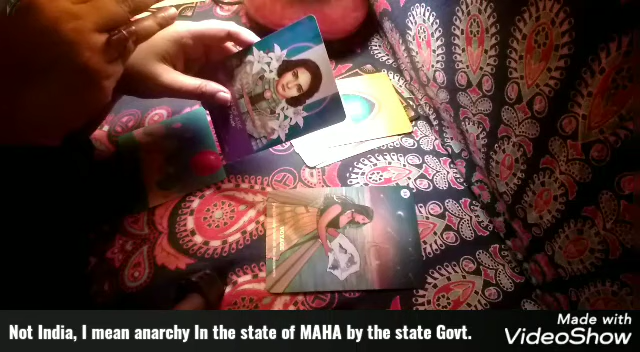 Not India, I mean anarchy In the state of MAHA by the state Govt.
Made with
VideoShow